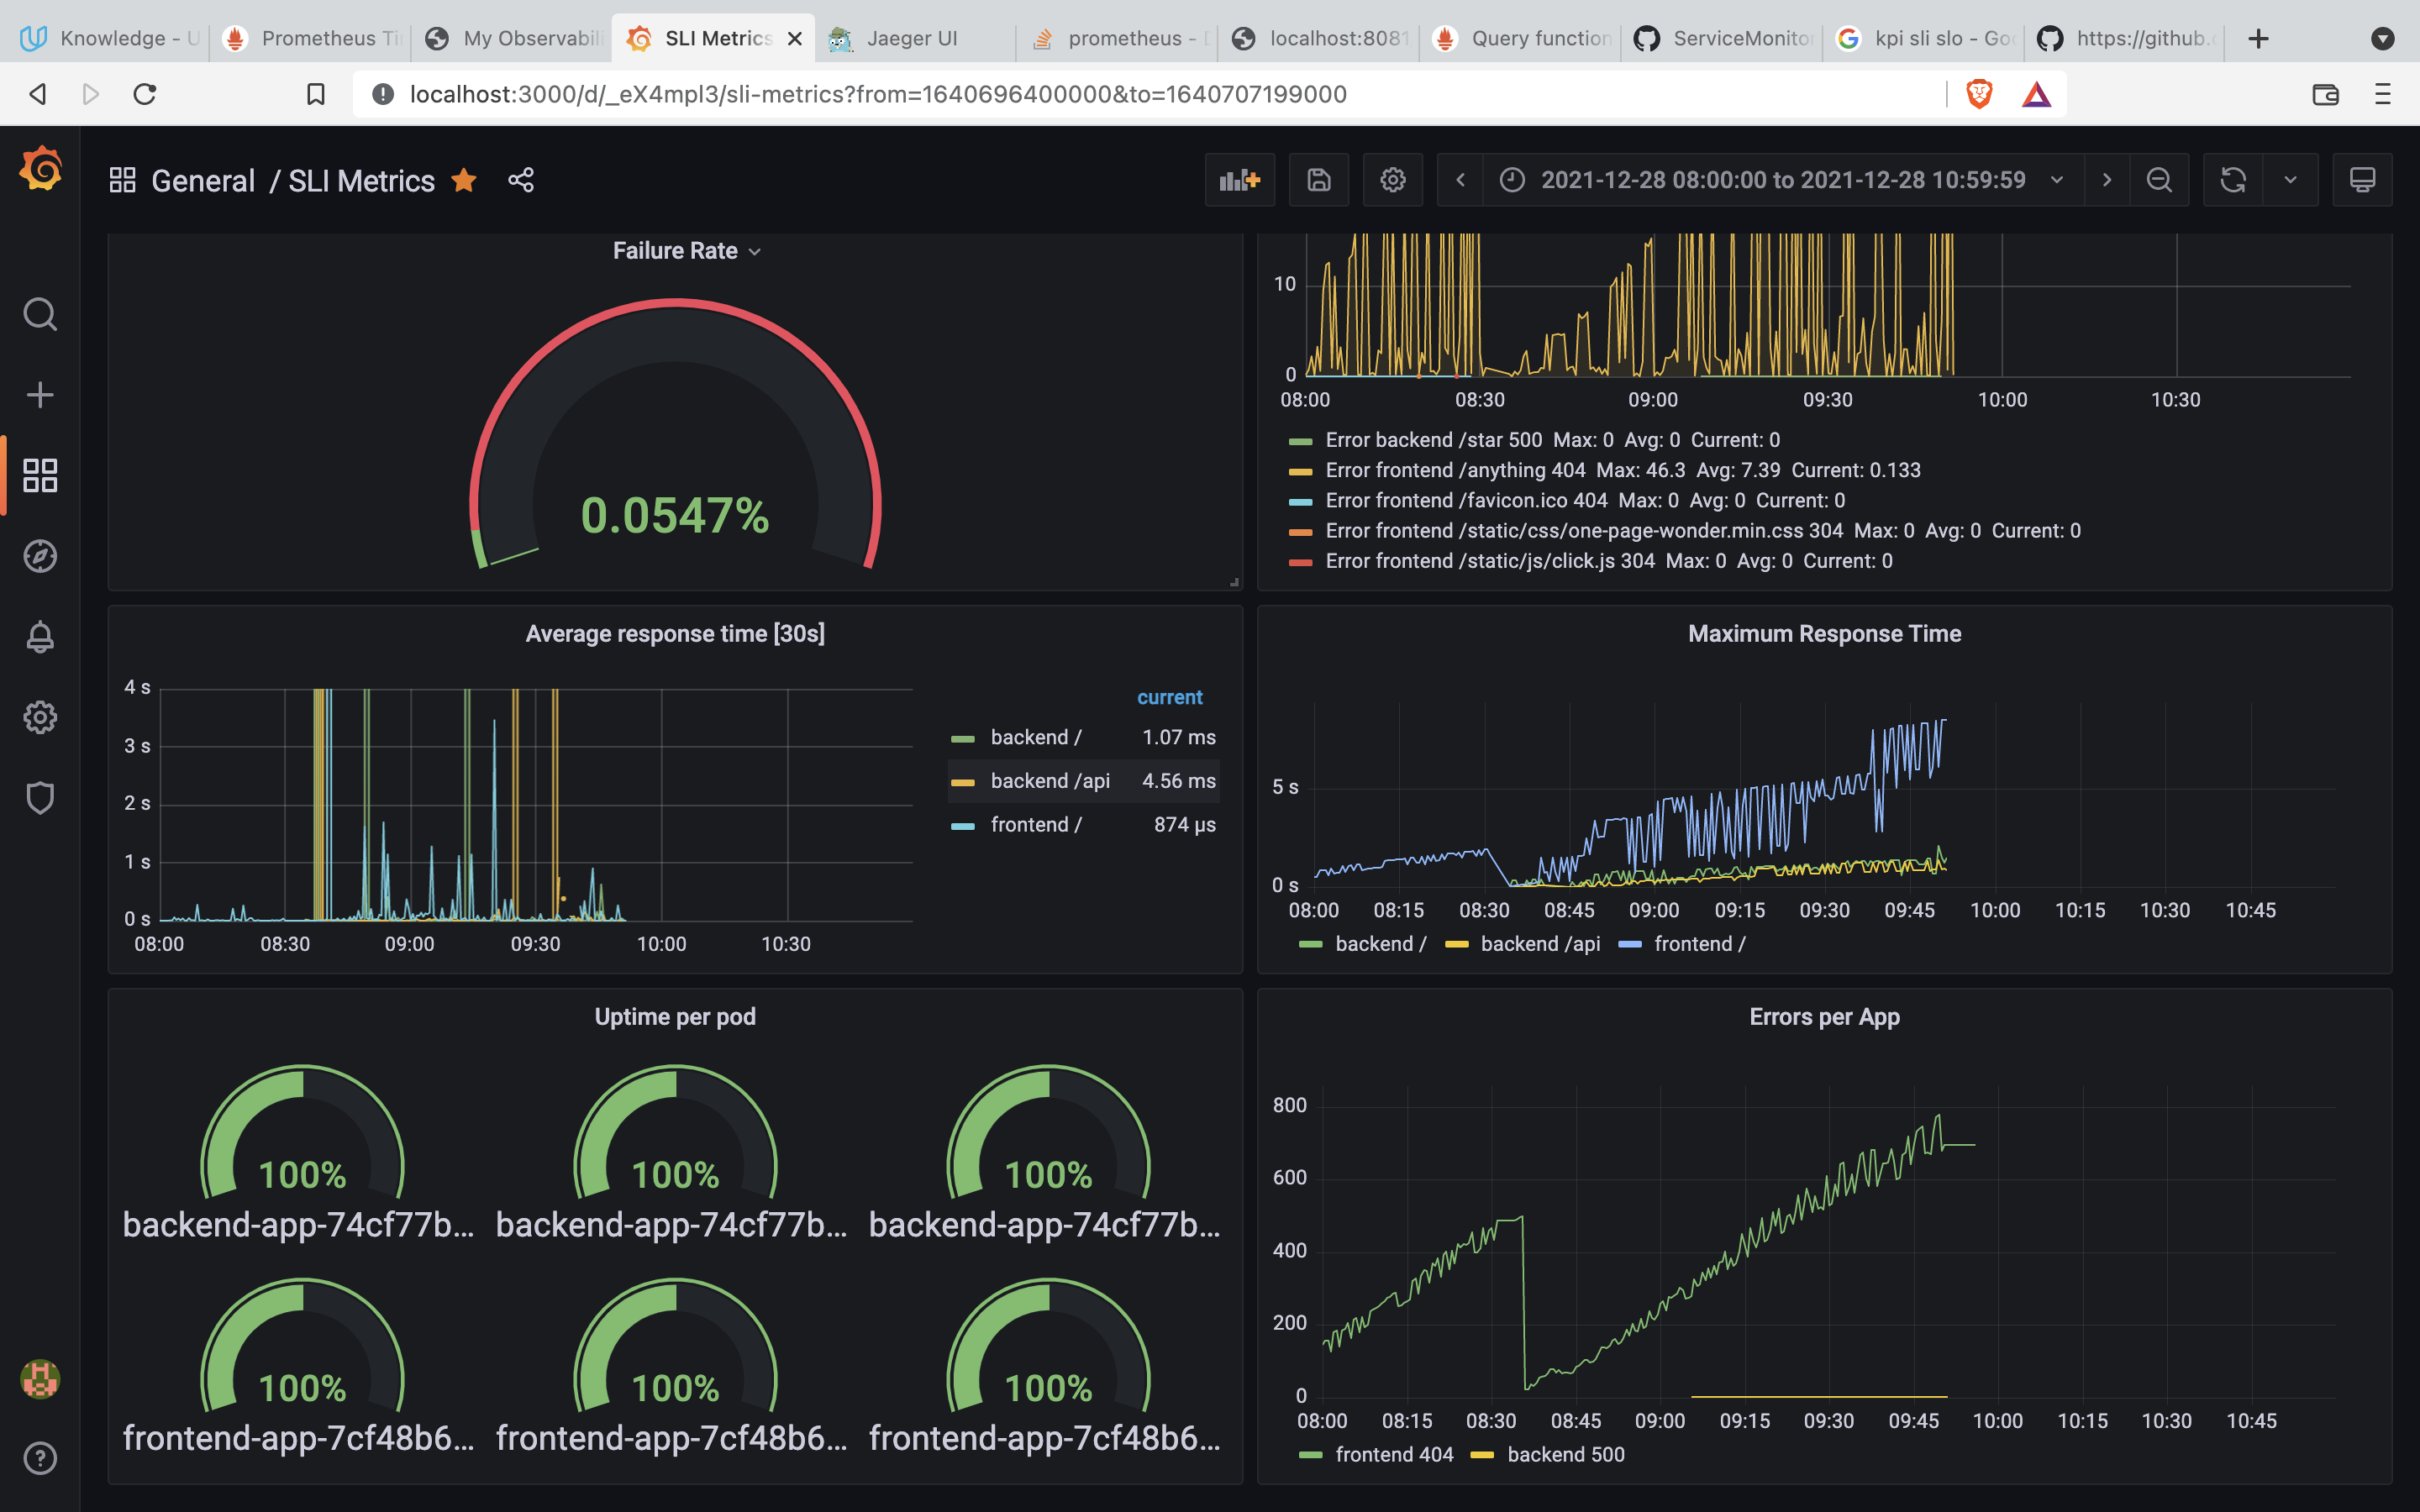 Knowledge - U
Prometheus Ti
My Observabili
SLI Metrics
Jaeger UI
prometheus -
localhost:8081
Query function
ServiceMonitor
kpi sli slo - Go
https://github.
localhost:3000/d/_eX4mpl3/sli-metrics?from=1640696400000&to=1640707199000
General / SLI Metrics
2021-12-28 08:00:00 to 2021-12-28 10:59:59
Failure Rate
0.0547%
10
0
08:00 08:30 09:00 09:30 10:00 10:30
Error backend /star 500 Max: 0 Avg: 0 Current: 0
Error frontend /anything 404 Max: 46.3 Avg: 7.39 Current: 0.133
Error frontend /favicon.ico 404 Max: 0 Avg: 0 Current: 0
Error frontend /static/css/one-page-wonder.min.css 304 Max: 0 Avg: 0 Current: 0
Error frontend /static/js/click.js 304 Max: 0 Avg: 0 Current: 0
Average response time [30s]
4 s
3 s
2 s
1 s
0 s
08:00 08:30 09:00 09:30 10:00 10:30
current
backend / 1.07 ms
backend /api 4.56 ms
frontend / 874 µs
Maximum Response Time
5 s
0 s
08:00 08:15 08:30 08:45 09:00 09:15 09:30 09:45 10:00 10:15 10:30 10:45
backend / backend /api frontend /
Uptime per pod
100% 100% 100%
backend-app-74cf77b... backend-app-74cf77b... backend-app-74cf77b...
100% 100% 100%
frontend-app-7cf48b6... frontend-app-7cf48b6... frontend-app-7cf48b6...
Errors per App
800
600
400
200
0
08:00 08:15 08:30 08:45 09:00 09:15 09:30 09:45 10:00 10:15 10:30 10:45
frontend 404 backend 500